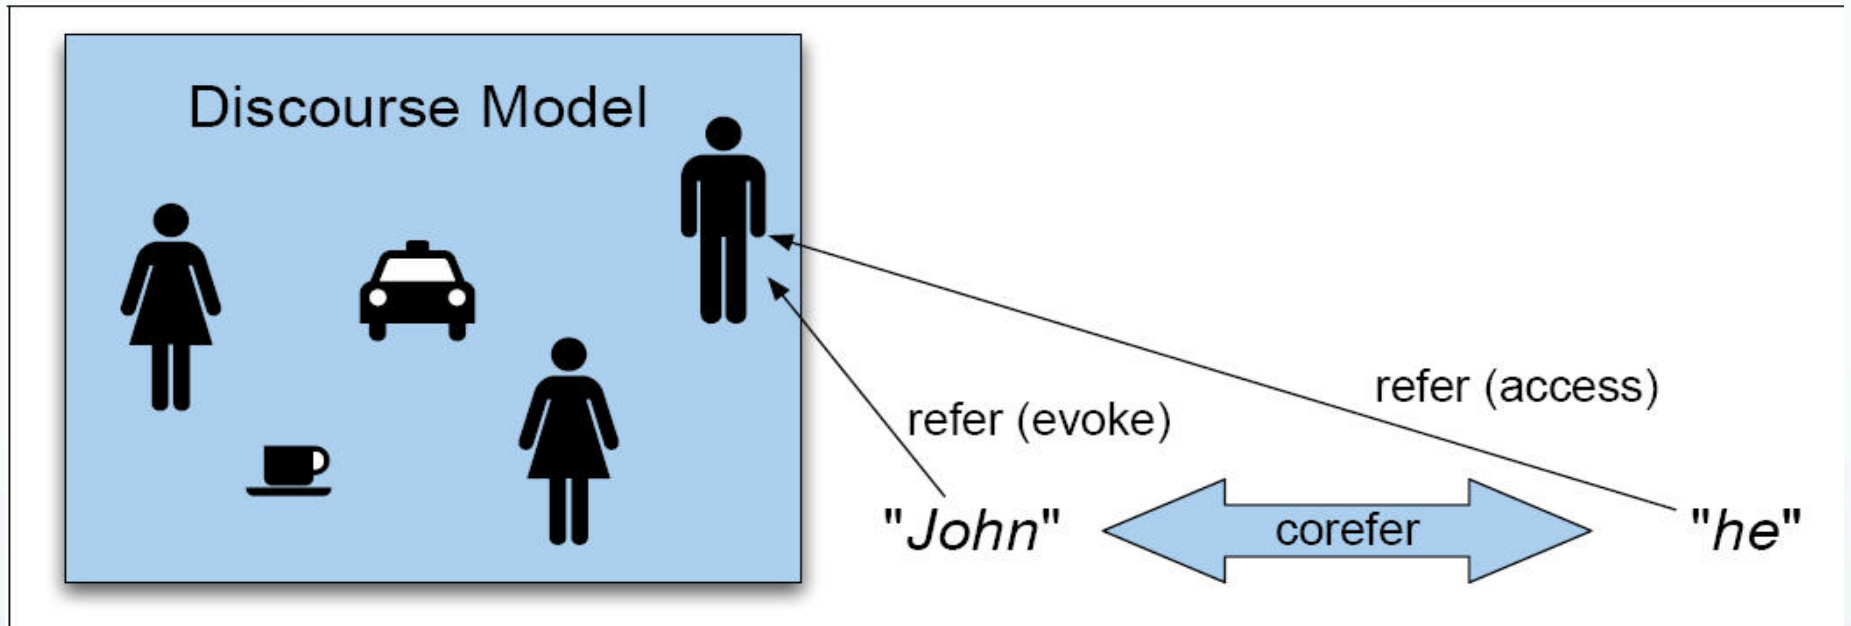 Discourse Model
refer (access)
refer (evoke)
"John"
corefer
"he"